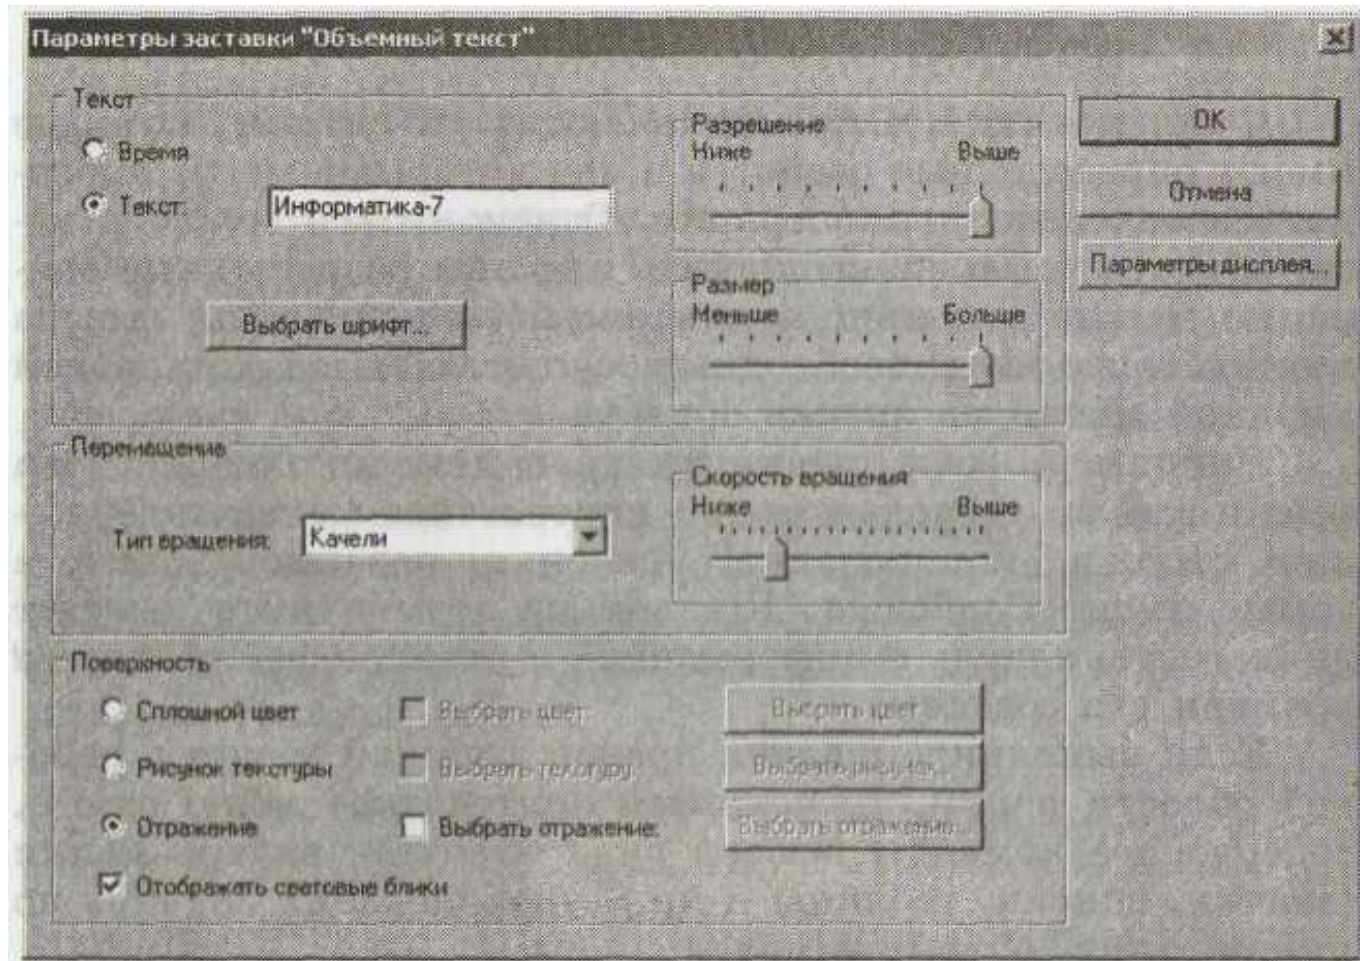 Параметры заставки "Объемный текст"
Текст
Время
Текст:
Информатика-7
Выбрать шрифт...
Разрешение
Ниже Выше
Размер
Меньше Больше
OK
Отмена
Параметры дисплея...
Перемещение
Тип вращения:
Качели
Скорость вращения
Ниже Выше
Поверхность
Сплошной цвет
Выбрать цвет:
Выбрать цвет...
Рисунок текстуры
Выбрать текстуру:
Выбрать рисунок...
Отражение
Выбрать отражение:
Выбрать отражение...
Отображать световые блики